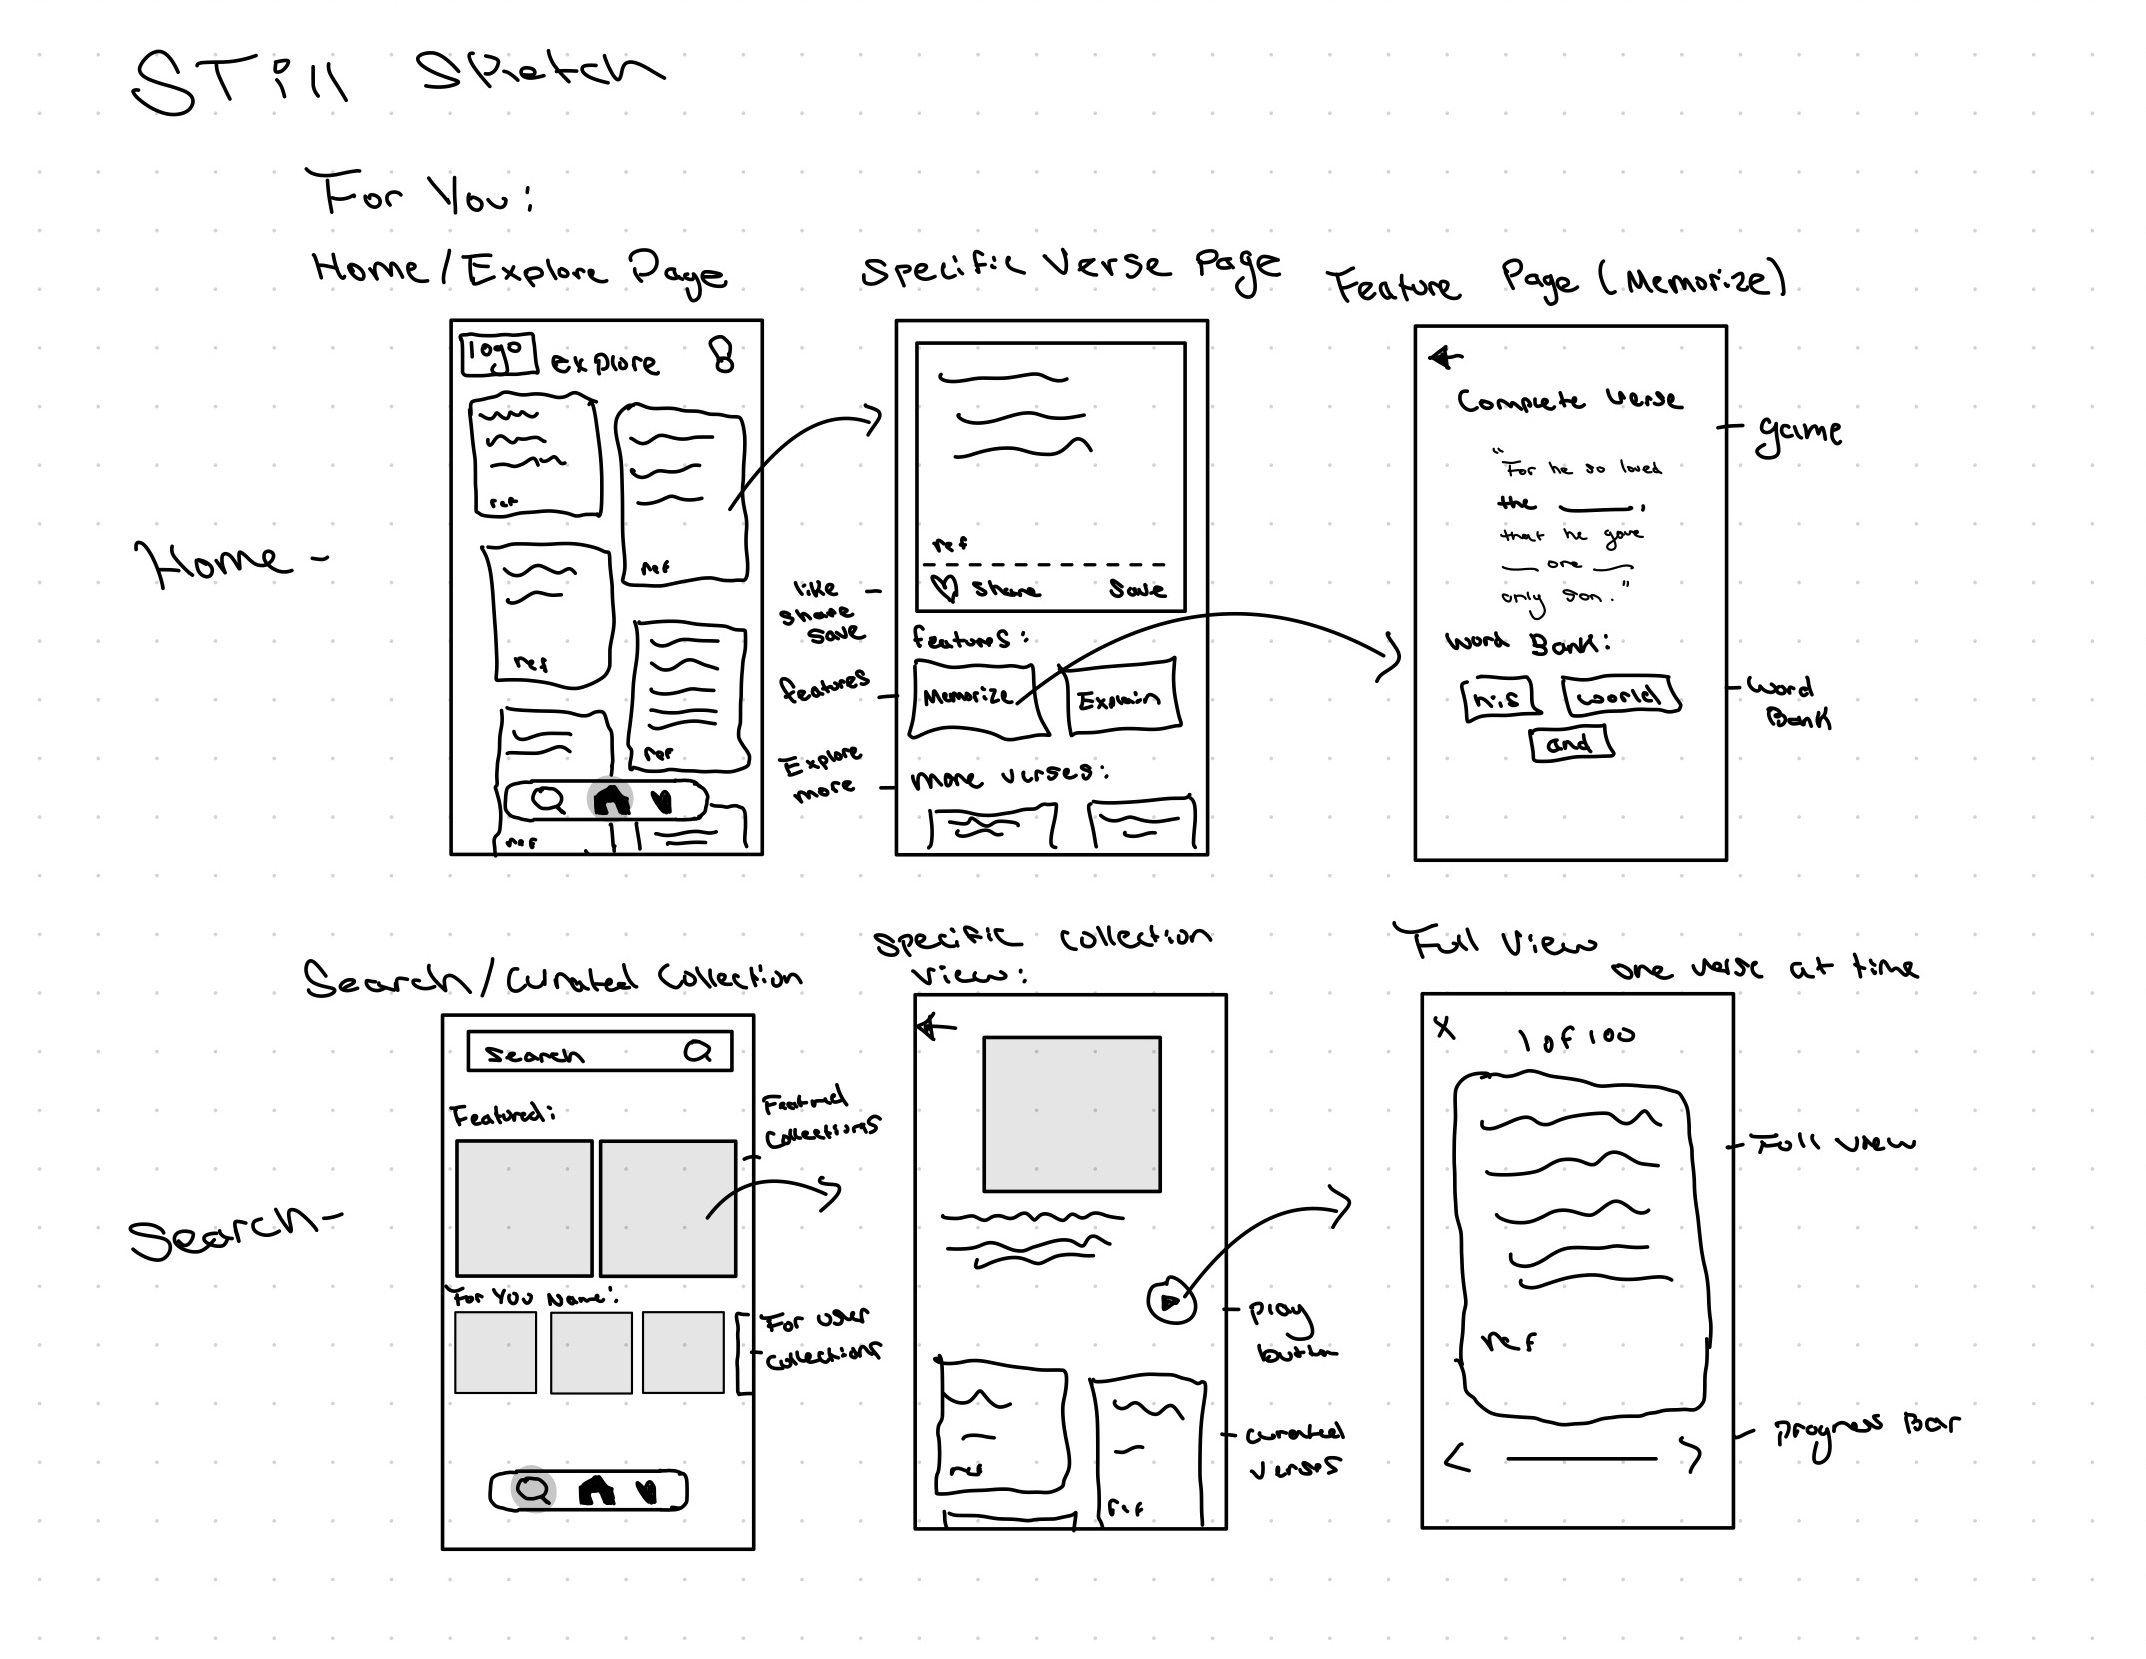 STill Sketch
For You:
Home/Explore Page
Specific Verse Page
Feature Page (Memorize)
Home -
logo
explore
ref
ref
ref
ref
ref
ref
share
Save
like
share
save
features
Explore
more
features:
Memorize
Explain
more verses:
Complete Verse
"For he so loved
the ______,
that he gave
___ one ___
only son."
Word Bank:
his
world
and
game
Word
Bank
Search/Curated Collection
Specific Collection
View:
Full View
one verse at time
Search-
Search
Featured:
Featured
Collections
For You Name:
For user
Collections
play
button
ref
ref
curated
verses
X
1 of 100
ref
<
>
Full View
Progress Bar